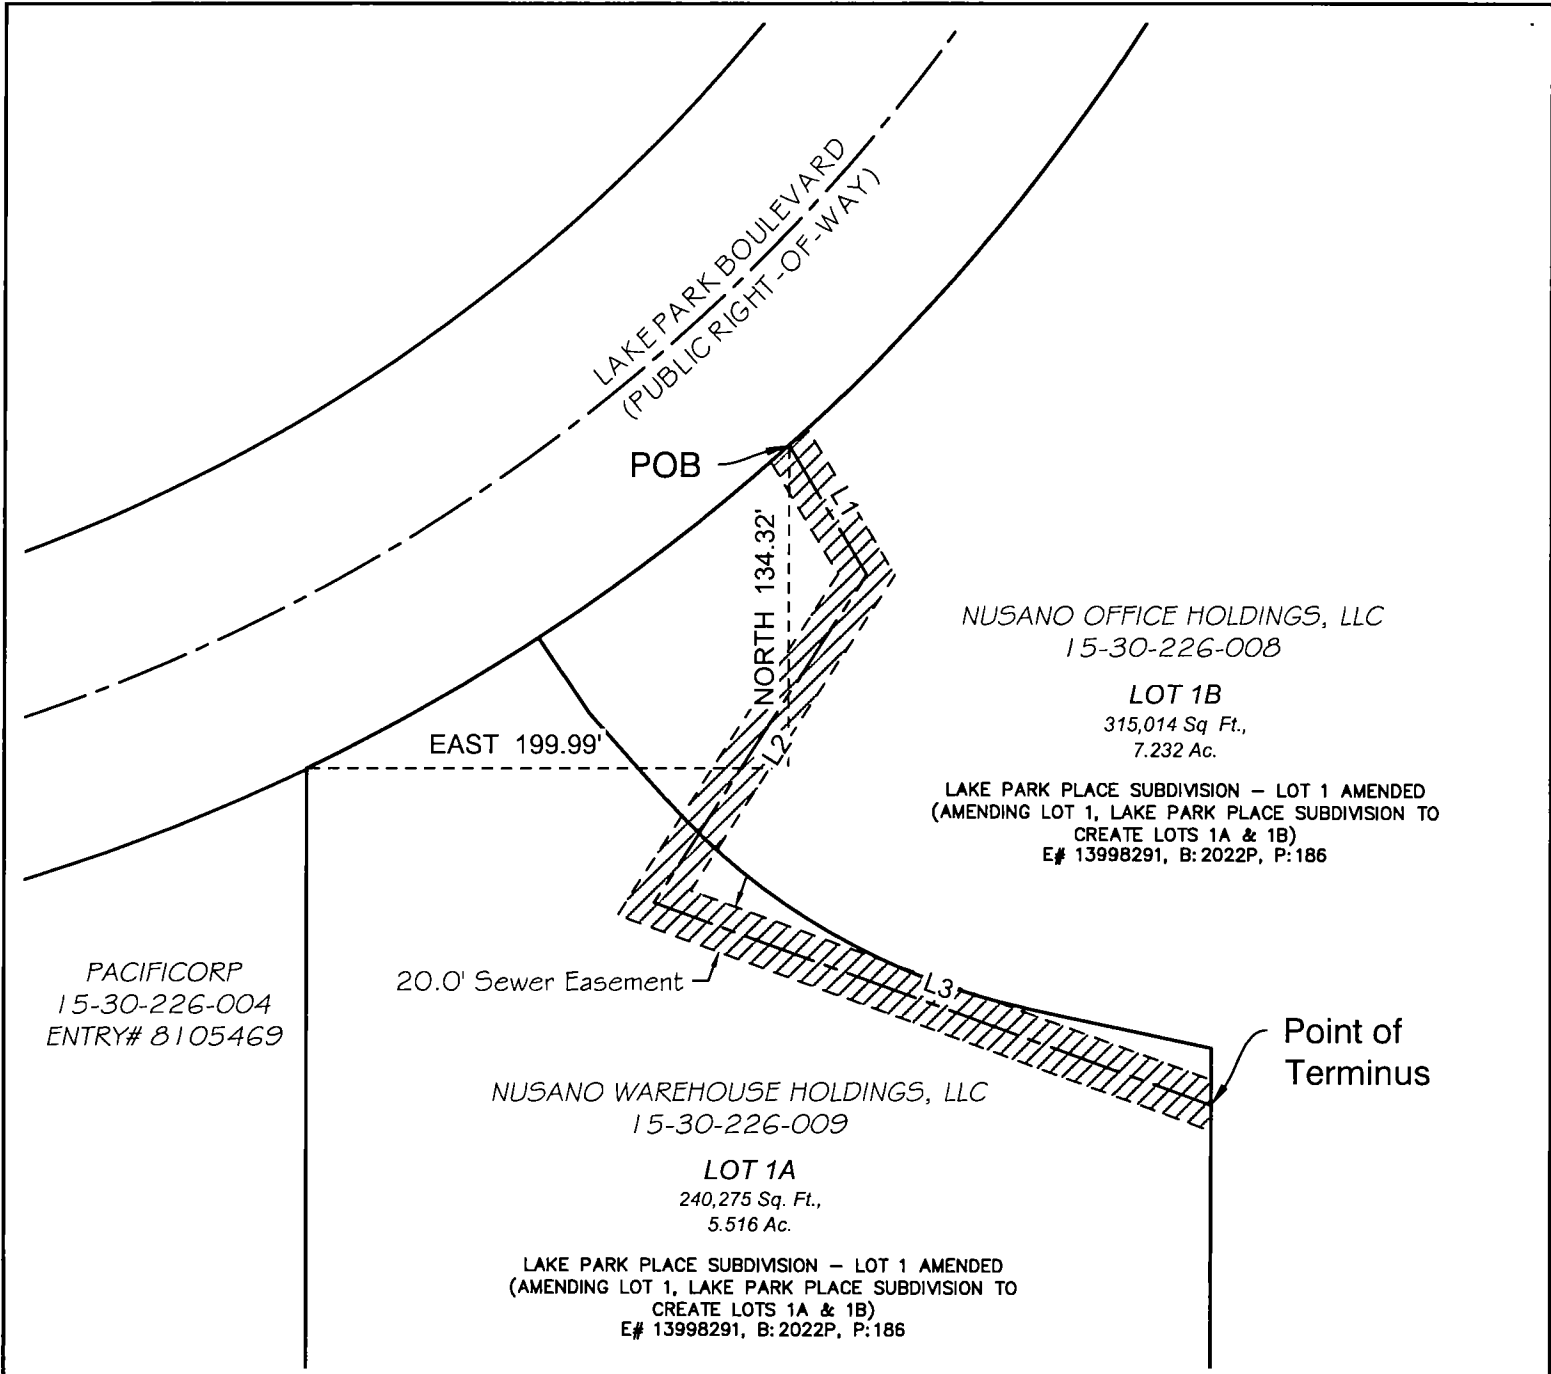 LAKE PARK BOULEVARD
(PUBLIC RIGHT-OF-WAY)
POB
L1
NORTH 134.32'
NUSANO OFFICE HOLDINGS, LLC
15-30-226-008
LOT 1B
315,014 Sq Ft.,
7.232 Ac.
LAKE PARK PLACE SUBDIVISION – LOT 1 AMENDED
(AMENDING LOT 1, LAKE PARK PLACE SUBDIVISION TO
CREATE LOTS 1A & 1B)
E# 13998291, B:2022P, P:186
EAST 199.99'
L2
PACIFICORP
15-30-226-004
ENTRY# 8105469
20.0' Sewer Easement
L3
Point of
Terminus
NUSANO WAREHOUSE HOLDINGS, LLC
15-30-226-009
LOT 1A
240,275 Sq. Ft.,
5.516 Ac.
LAKE PARK PLACE SUBDIVISION – LOT 1 AMENDED
(AMENDING LOT 1, LAKE PARK PLACE SUBDIVISION TO
CREATE LOTS 1A & 1B)
E# 13998291, B:2022P, P:186